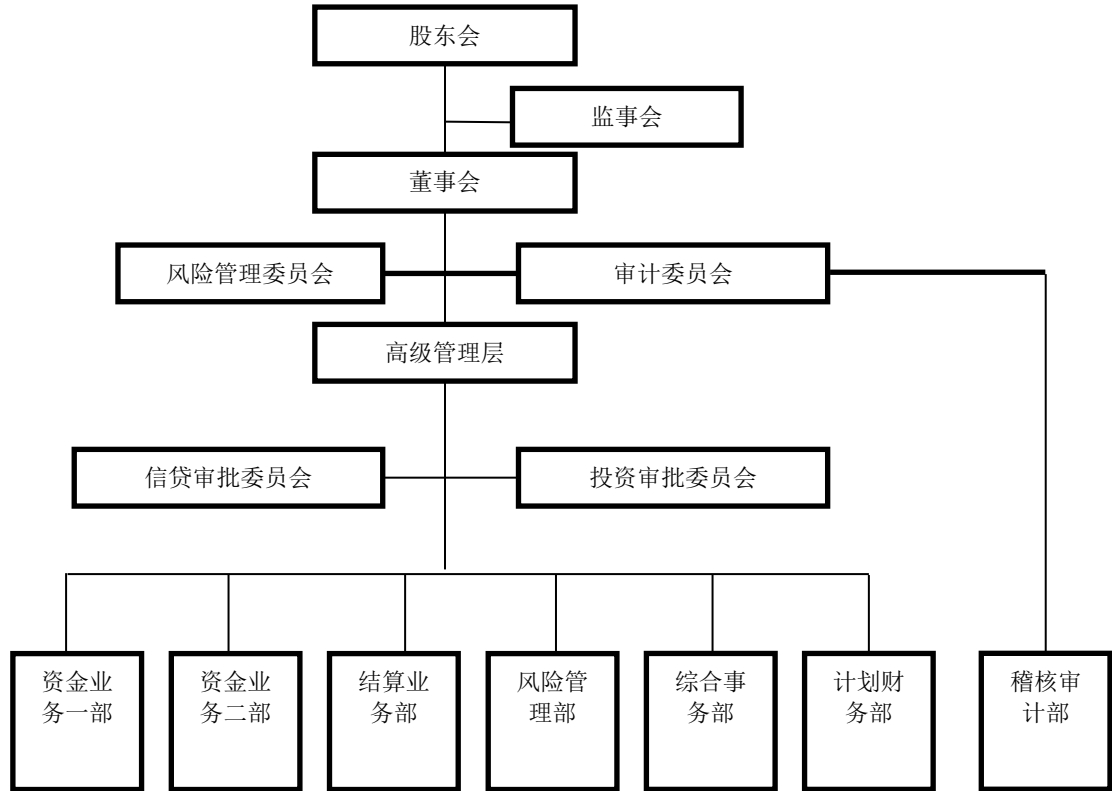 股东会
监事会
董事会
风险管理委员会
审计委员会
高级管理层
信贷审批委员会
投资审批委员会
资金业
务一部
资金业
务二部
结算业
务部
风险管
理部
综合事
务部
计划财
务部
稽核审
计部